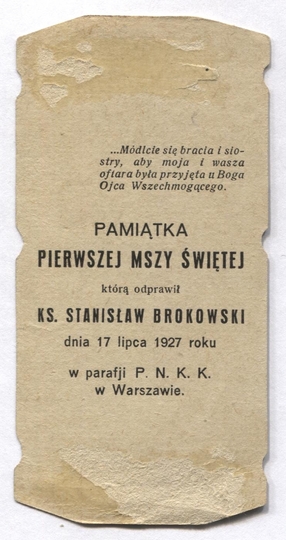 ...Módlcie się bracia i sio-
stry, aby moja i wasza
ofiara była przyjęta u Boga
Ojca Wszechmogącego.
PAMIĄTKA
PIERWSZEJ MSZY ŚWIĘTEJ
którą odprawił
KS. STANISŁAW BROKOWSKI
dnia 17 lipca 1927 roku
w parafji P. N. K. K.
w Warszawie.